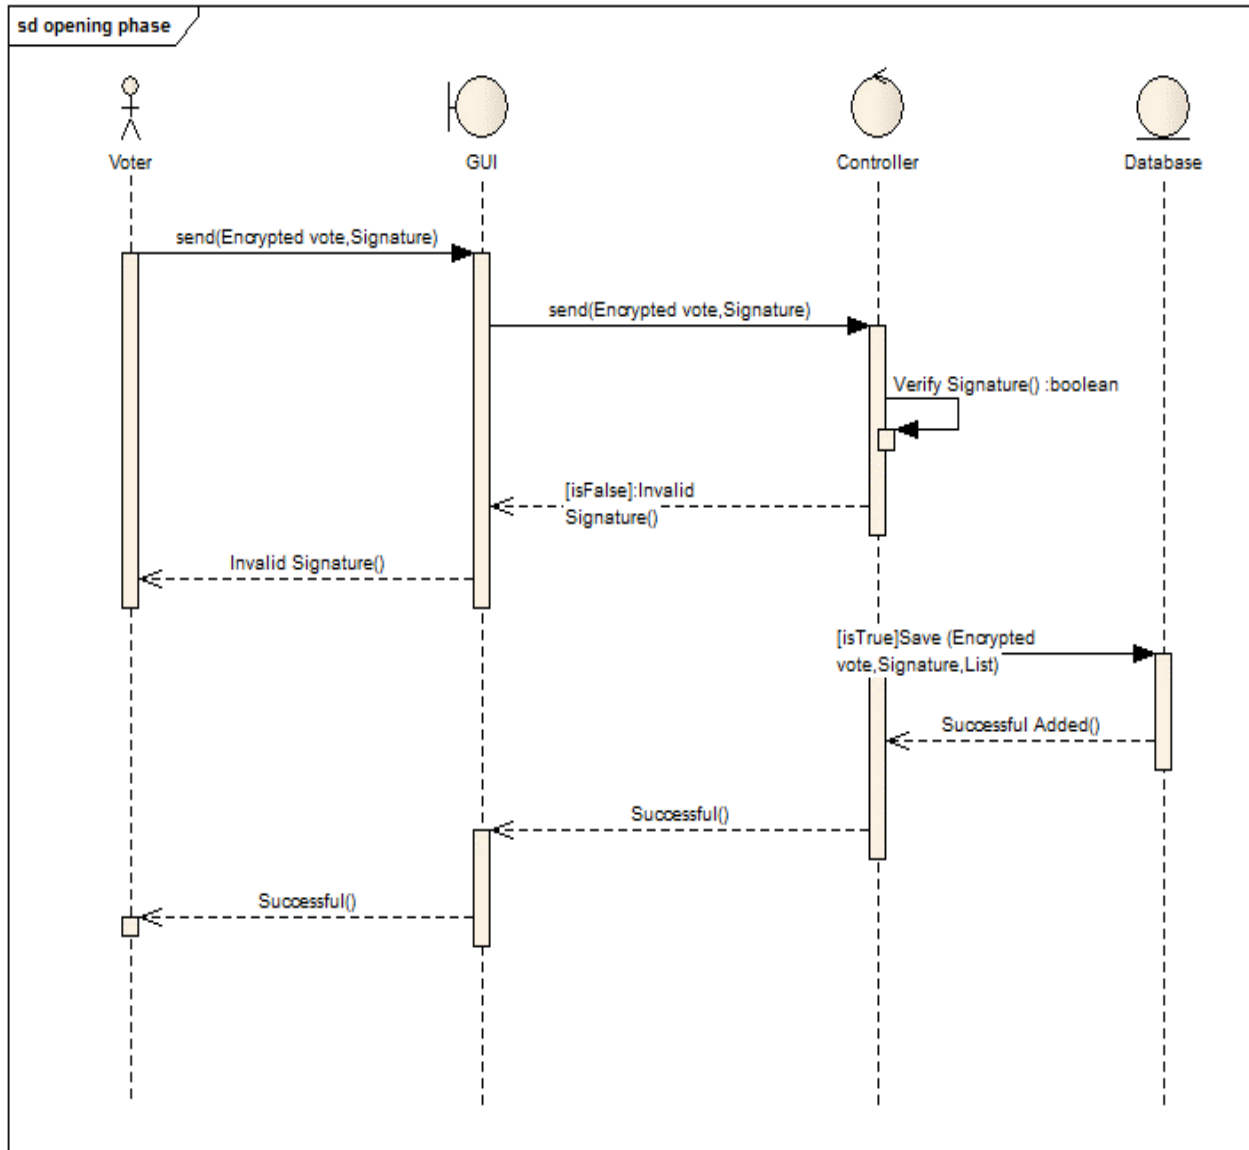 sd opening phase
Voter
GUI
Controller
Database
send(Encrypted vote,Signature)
send(Encrypted vote,Signature)
Verify Signature() :boolean
[isFalse]:Invalid
Signature()
Invalid Signature()
[isTrue]Save (Encrypted
vote,Signature,List)
Successful Added()
Successful()
Successful()